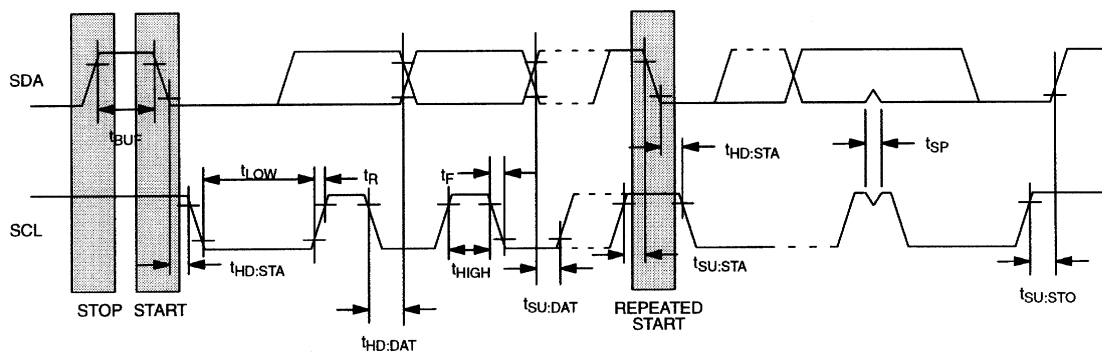 SDA
tBUF
tLOW
tR
tF
tHD:STA
tSP
SCL
tHD:STA
tHIGH
tSU:DAT
tSU:STA
tSU:STO
STOP
START
REPEATED
START
tHD:DAT